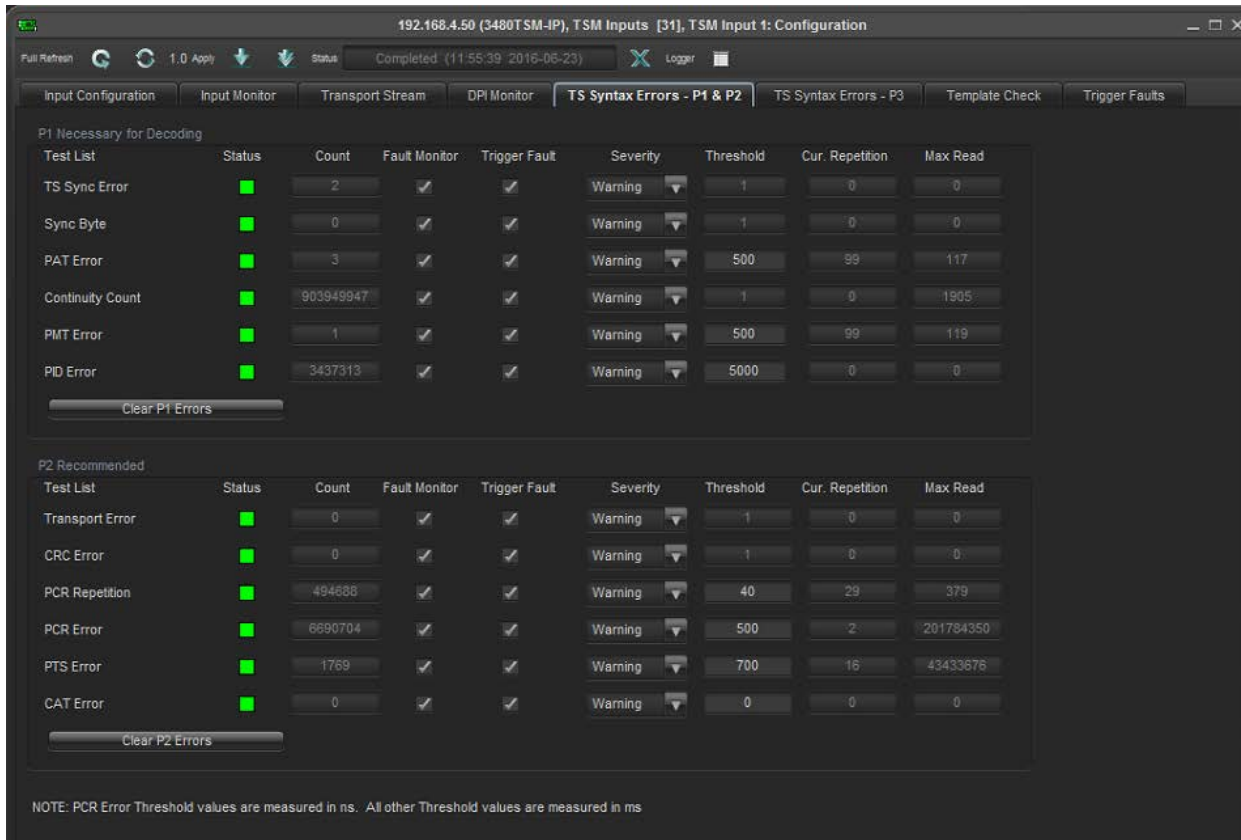 192.168.4.50 (3480TSM-IP), TSM Inputs [31], TSM Input 1: Configuration
Full Refresh 1.0 Apply Status Completed (11:55:39 2016-06-23) Logger
Input Configuration Input Monitor Transport Stream DPI Monitor TS Syntax Errors - P1 & P2 TS Syntax Errors - P3 Template Check Trigger Faults
P1 Necessary for Decoding
Test List Status Count Fault Monitor Trigger Fault Severity Threshold Cur. Repetition Max Read
TS Sync Error 2 Warning 1 0 0
Sync Byte 0 Warning 1 0 0
PAT Error 3 Warning 500 99 117
Continuity Count 903949947 Warning 1 0 1905
PMT Error 1 Warning 500 99 119
PID Error 3437313 Warning 5000 0 0
Clear P1 Errors
P2 Recommended
Test List Status Count Fault Monitor Trigger Fault Severity Threshold Cur. Repetition Max Read
Transport Error 0 Warning 1 0 0
CRC Error 0 Warning 1 0 0
PCR Repetition 494688 Warning 40 29 379
PCR Error 6690704 Warning 500 2 201784350
PTS Error 1769 Warning 700 16 43433676
CAT Error 0 Warning 0 0 0
Clear P2 Errors
NOTE: PCR Error Threshold values are measured in ns. All other Threshold values are measured in ms